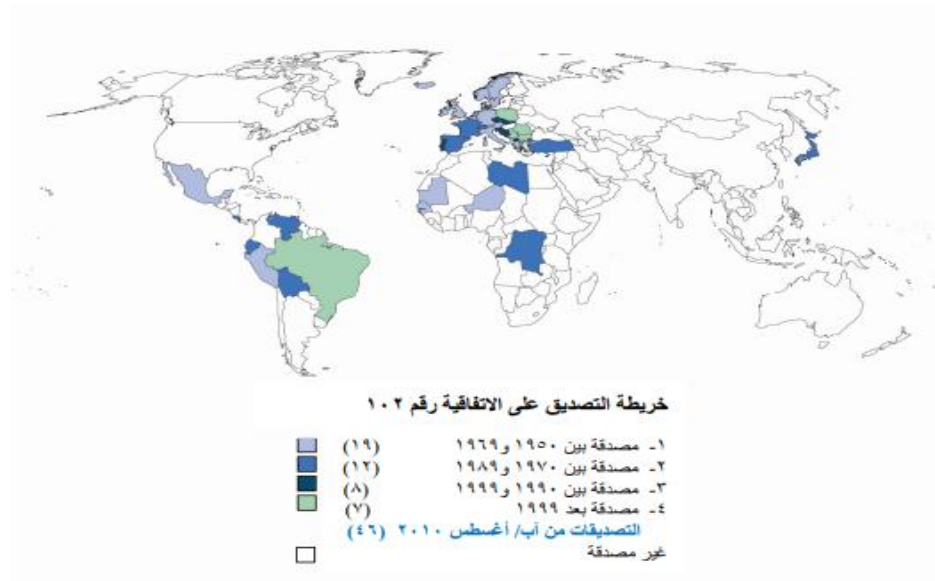 خريطة التصديق على الاتفاقية رقم ١٠٢
١- مصدقة بين ١٩٥٠ و١٩٦٩ (١٩)
٢- مصدقة بين ١٩٧٠ و١٩٨٩ (١٢)
٣- مصدقة بين ١٩٩٠ و١٩٩٩ (٨)
٤- مصدقة بعد ١٩٩٩ (٧)
التصديقات من آب/ أغسطس ٢٠١٠ (٤٦)
غير مصدقة